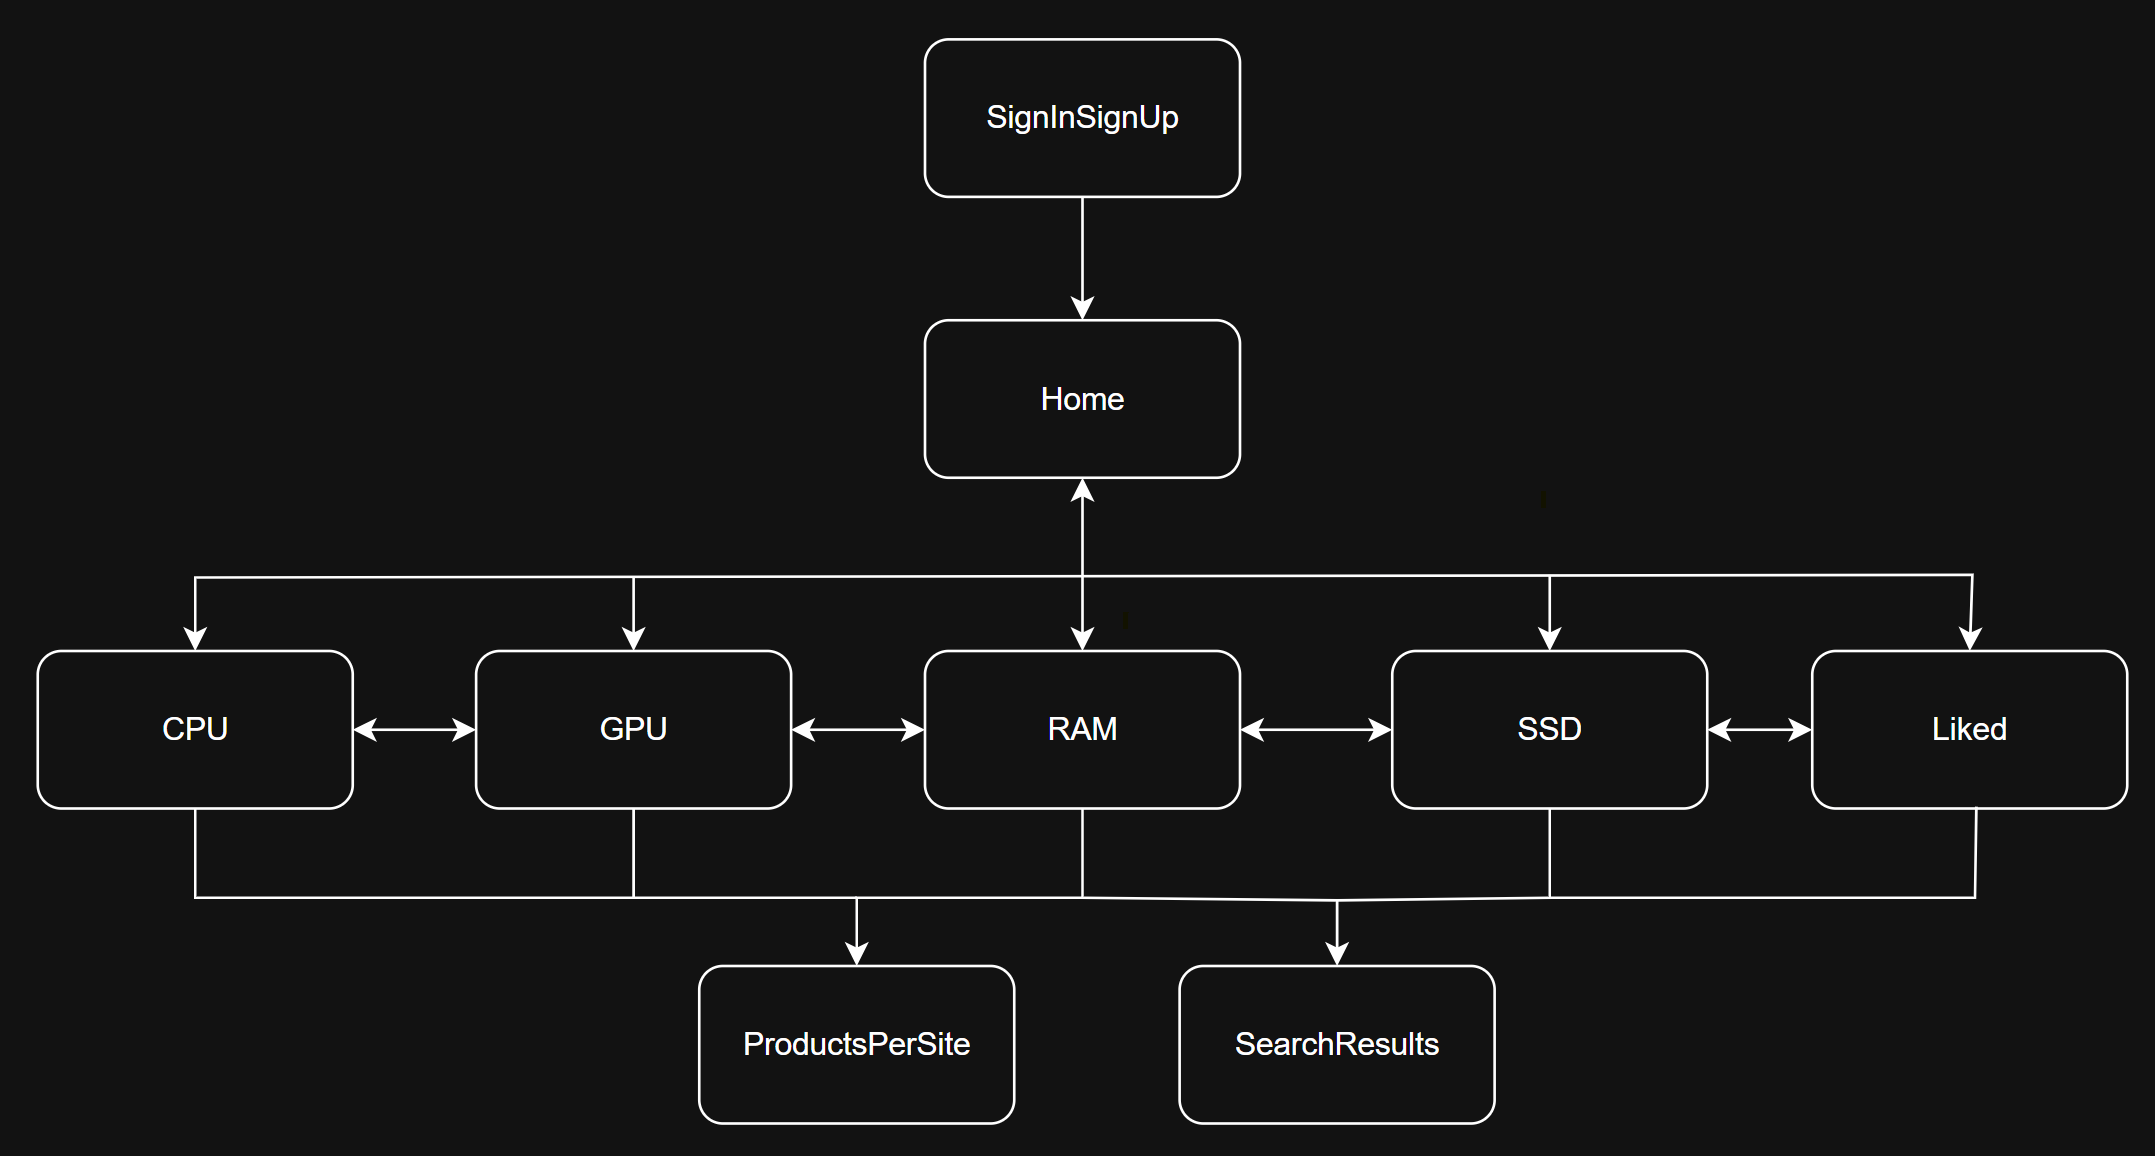 SignInSignUp
Home
CPU
GPU
RAM
SSD
Liked
ProductsPerSite
SearchResults